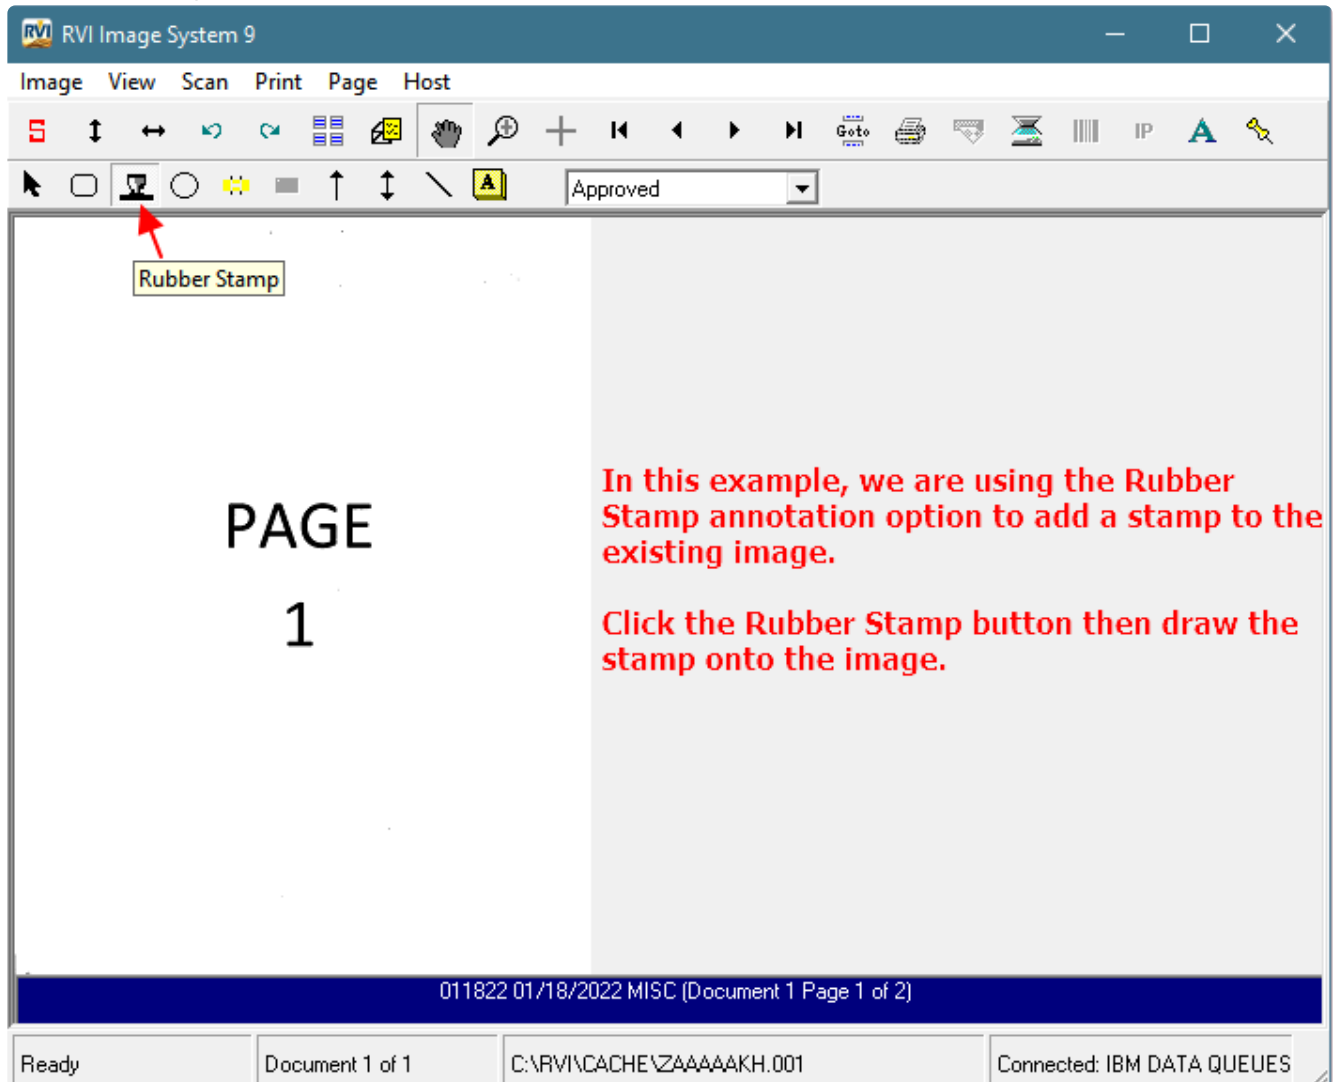 RVI RVI Image System 9
Image View Scan Print Page Host
S Goto IP A
A Approved
Rubber Stamp
PAGE
1
In this example, we are using the Rubber
Stamp annotation option to add a stamp to the
existing image.
Click the Rubber Stamp button then draw the
stamp onto the image.
011822 01/18/2022 MISC (Document 1 Page 1 of 2)
Ready Document 1 of 1 C:\RVI\CACHE\ZAAAAAKH.001 Connected: IBM DATA QUEUES